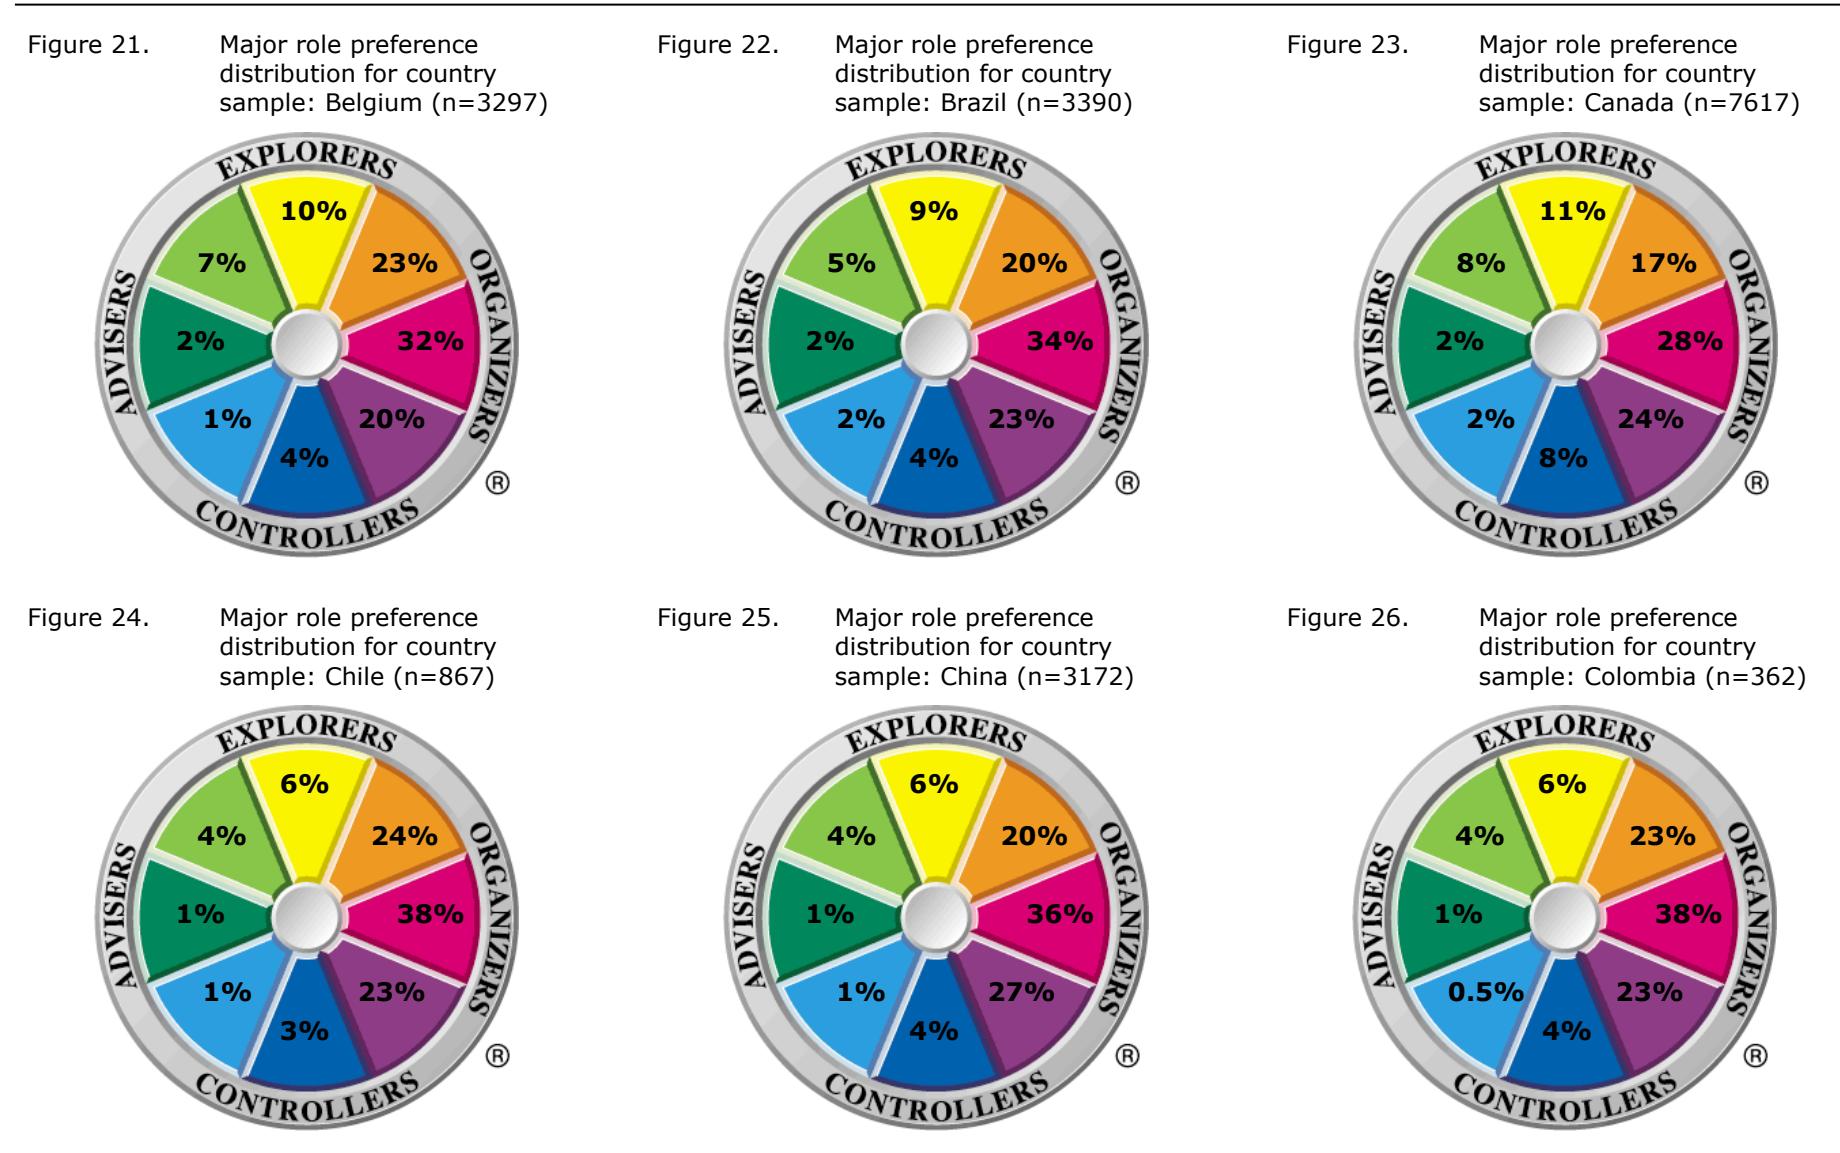 Figure 21.
Major role preference
distribution for country
sample: Belgium (n=3297)
EXPLORERS
ORGANIZERS
CONTROLLERS
ADVISERS
10%
23%
32%
20%
4%
1%
2%
7%
®
Figure 22.
Major role preference
distribution for country
sample: Brazil (n=3390)
EXPLORERS
ORGANIZERS
CONTROLLERS
ADVISERS
9%
20%
34%
23%
4%
2%
2%
5%
®
Figure 23.
Major role preference
distribution for country
sample: Canada (n=7617)
EXPLORERS
ORGANIZERS
CONTROLLERS
ADVISERS
11%
17%
28%
24%
8%
2%
2%
8%
®
Figure 24.
Major role preference
distribution for country
sample: Chile (n=867)
EXPLORERS
ORGANIZERS
CONTROLLERS
ADVISERS
6%
24%
38%
23%
3%
1%
1%
4%
®
Figure 25.
Major role preference
distribution for country
sample: China (n=3172)
EXPLORERS
ORGANIZERS
CONTROLLERS
ADVISERS
6%
20%
36%
27%
4%
1%
1%
4%
®
Figure 26.
Major role preference
distribution for country
sample: Colombia (n=362)
EXPLORERS
ORGANIZERS
CONTROLLERS
ADVISERS
6%
23%
38%
23%
4%
0.5%
1%
4%
®